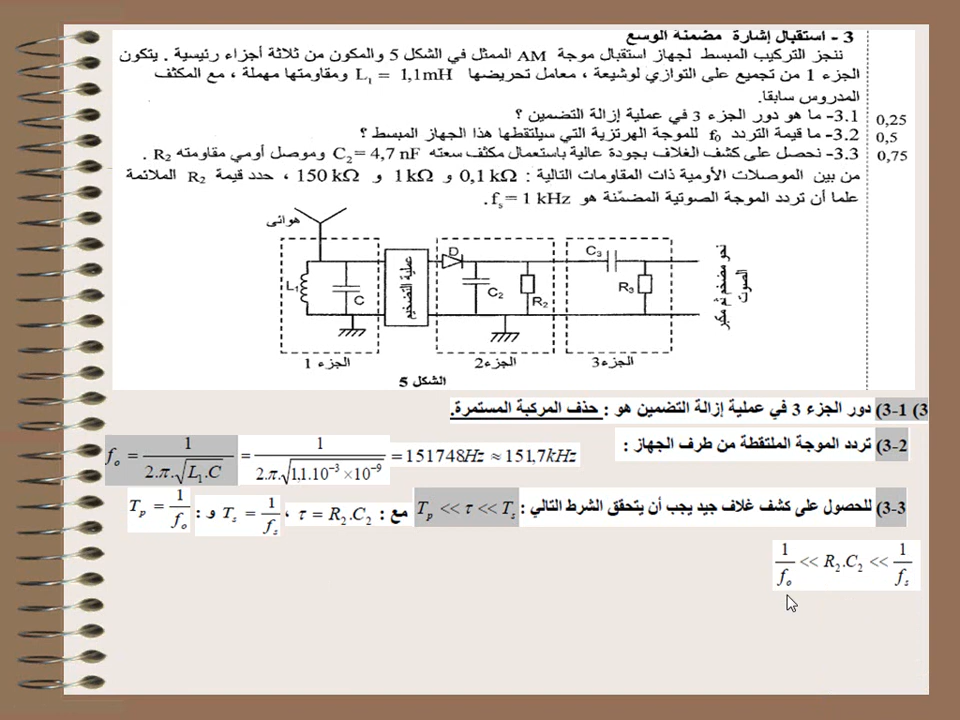 3 - استقبال إشارة مضمنة الوسع
ننجز التركيب المبسط لجهاز استقبال موجة AM الممثل في الشكل 5 والمكون من ثلاثة أجزاء رئيسية . يتكون
الجزء 1 من تجميع على التوازي لوشيعة ، معامل تحريضها L₁ = 1,1mH ومقاومتها مهملة ، مع المكثف
المدروس سابقا.
3.1- ما هو دور الجزء 3 في عملية إزالة التضمين ؟ 0,25
3.2- ما قيمة التردد f₀ للموجة الهرتزية التي سيلتقطها هذا الجهاز المبسط ؟ 0,5
3.3- نحصل على كشف الغلاف بجودة عالية باستعمال مكثف سعته C₂= 4,7 nF وموصل أومي مقاومته R₂ . 0,75
من بين الموصلات الأومية ذات المقاومات التالية : 0,1 kΩ و 1kΩ و 150 kΩ ، حدد قيمة R₂ الملائمة
علما أن تردد الموجة الصوتية المضمّنة هو fₛ= 1 kHz.
هوائي
L₁
C
عملية التضخيم
D
C₂
R₂
C₃
R₃
نحو مضخم ثم مكبر
الصوت
الجزء 1
الجزء2
الجزء3
الشكل 5
3) 3-1) دور الجزء 3 في عملية إزالة التضمين هو : حذف المركبة المستمرة.
3-2) تردد الموجة الملتقطة من طرف الجهاز :
fₒ = 1 / 2.π.√L₁.C = 1 / 2.π.√1,1.10⁻³ ×10⁻⁹ = 151748Hz ≈ 151,7kHz
3-3) للحصول على كشف غلاف جيد يجب أن يتحقق الشرط التالي : Tₚ << τ << Tₛ مع : τ = R₂.C₂ ، Tₛ = 1/fₛ و : Tₚ = 1/fₒ
1/fₒ << R₂.C₂ << 1/fₛ